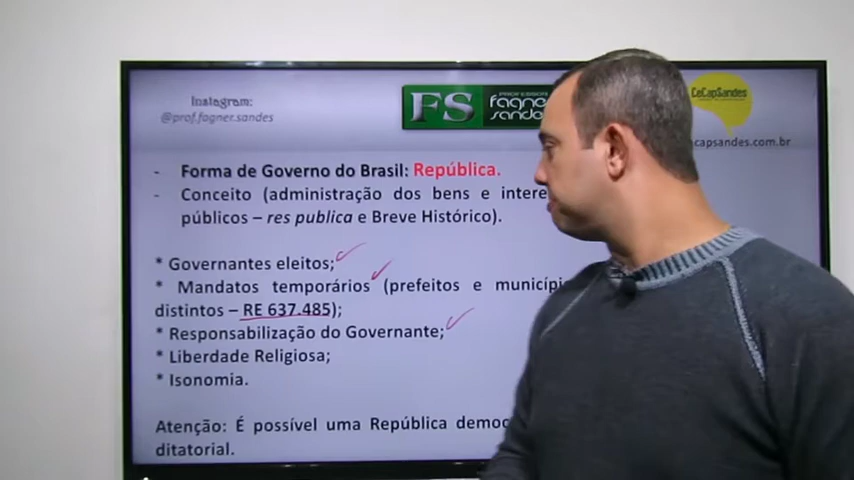 Instagram:
@prof.fagner.sandes
FS
PROFESSOR
fagner
sandes
CeCapSandes
capsandes.com.br
- Forma de Governo do Brasil: República.
- Conceito (administração dos bens e intere
públicos – res publica e Breve Histórico).
* Governantes eleitos;
* Mandatos temporários (prefeitos e municípi
distintos – RE 637.485);
* Responsabilização do Governante;
* Liberdade Religiosa;
* Isonomia.
Atenção: É possível uma República democ
ditatorial.